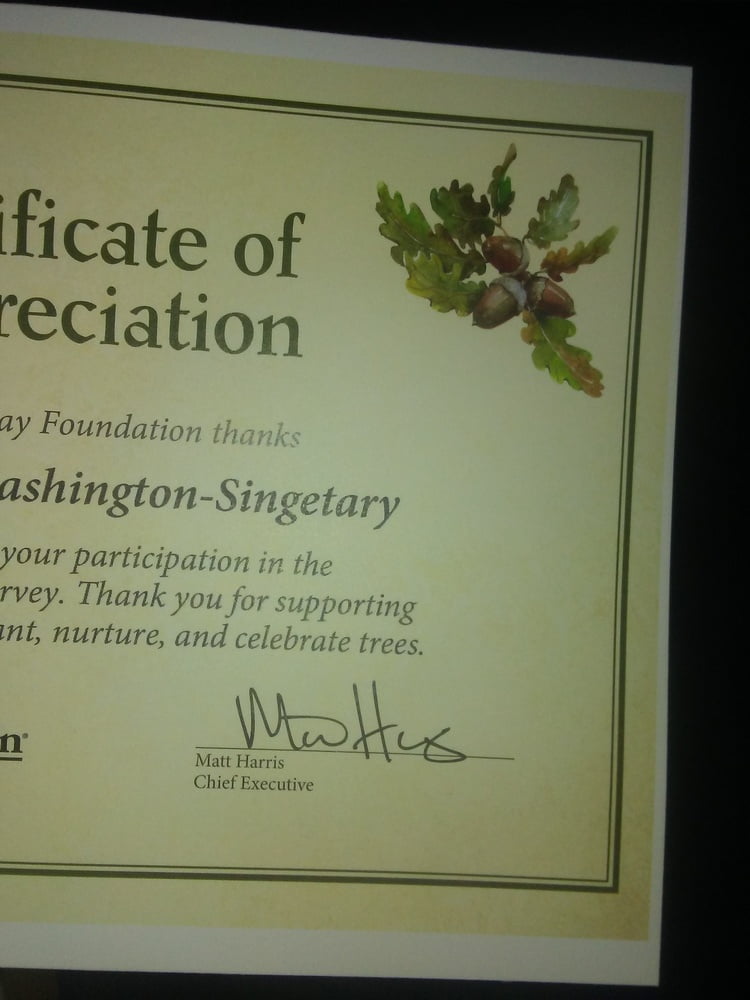 ificate of
reciation
ay Foundation thanks
ashington-Singetary
your participation in the
rvey. Thank you for supporting
ant, nurture, and celebrate trees.
n®
Matt Harris
Chief Executive